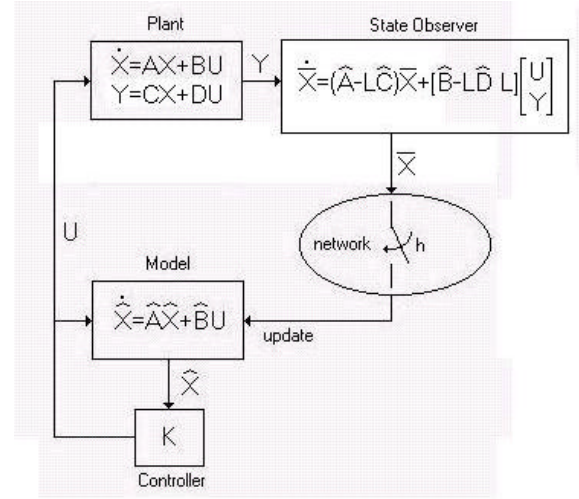 Plant
State Observer
Ẋ=AX+BU
Y=CX+DU
Y
X̄̇=(Â-LĈ)X̄+[B̂-LD̂ L][U
Y]
X̄
network
h
U
Model
X̂̇=ÂX̂+B̂U
update
X̂
K
Controller